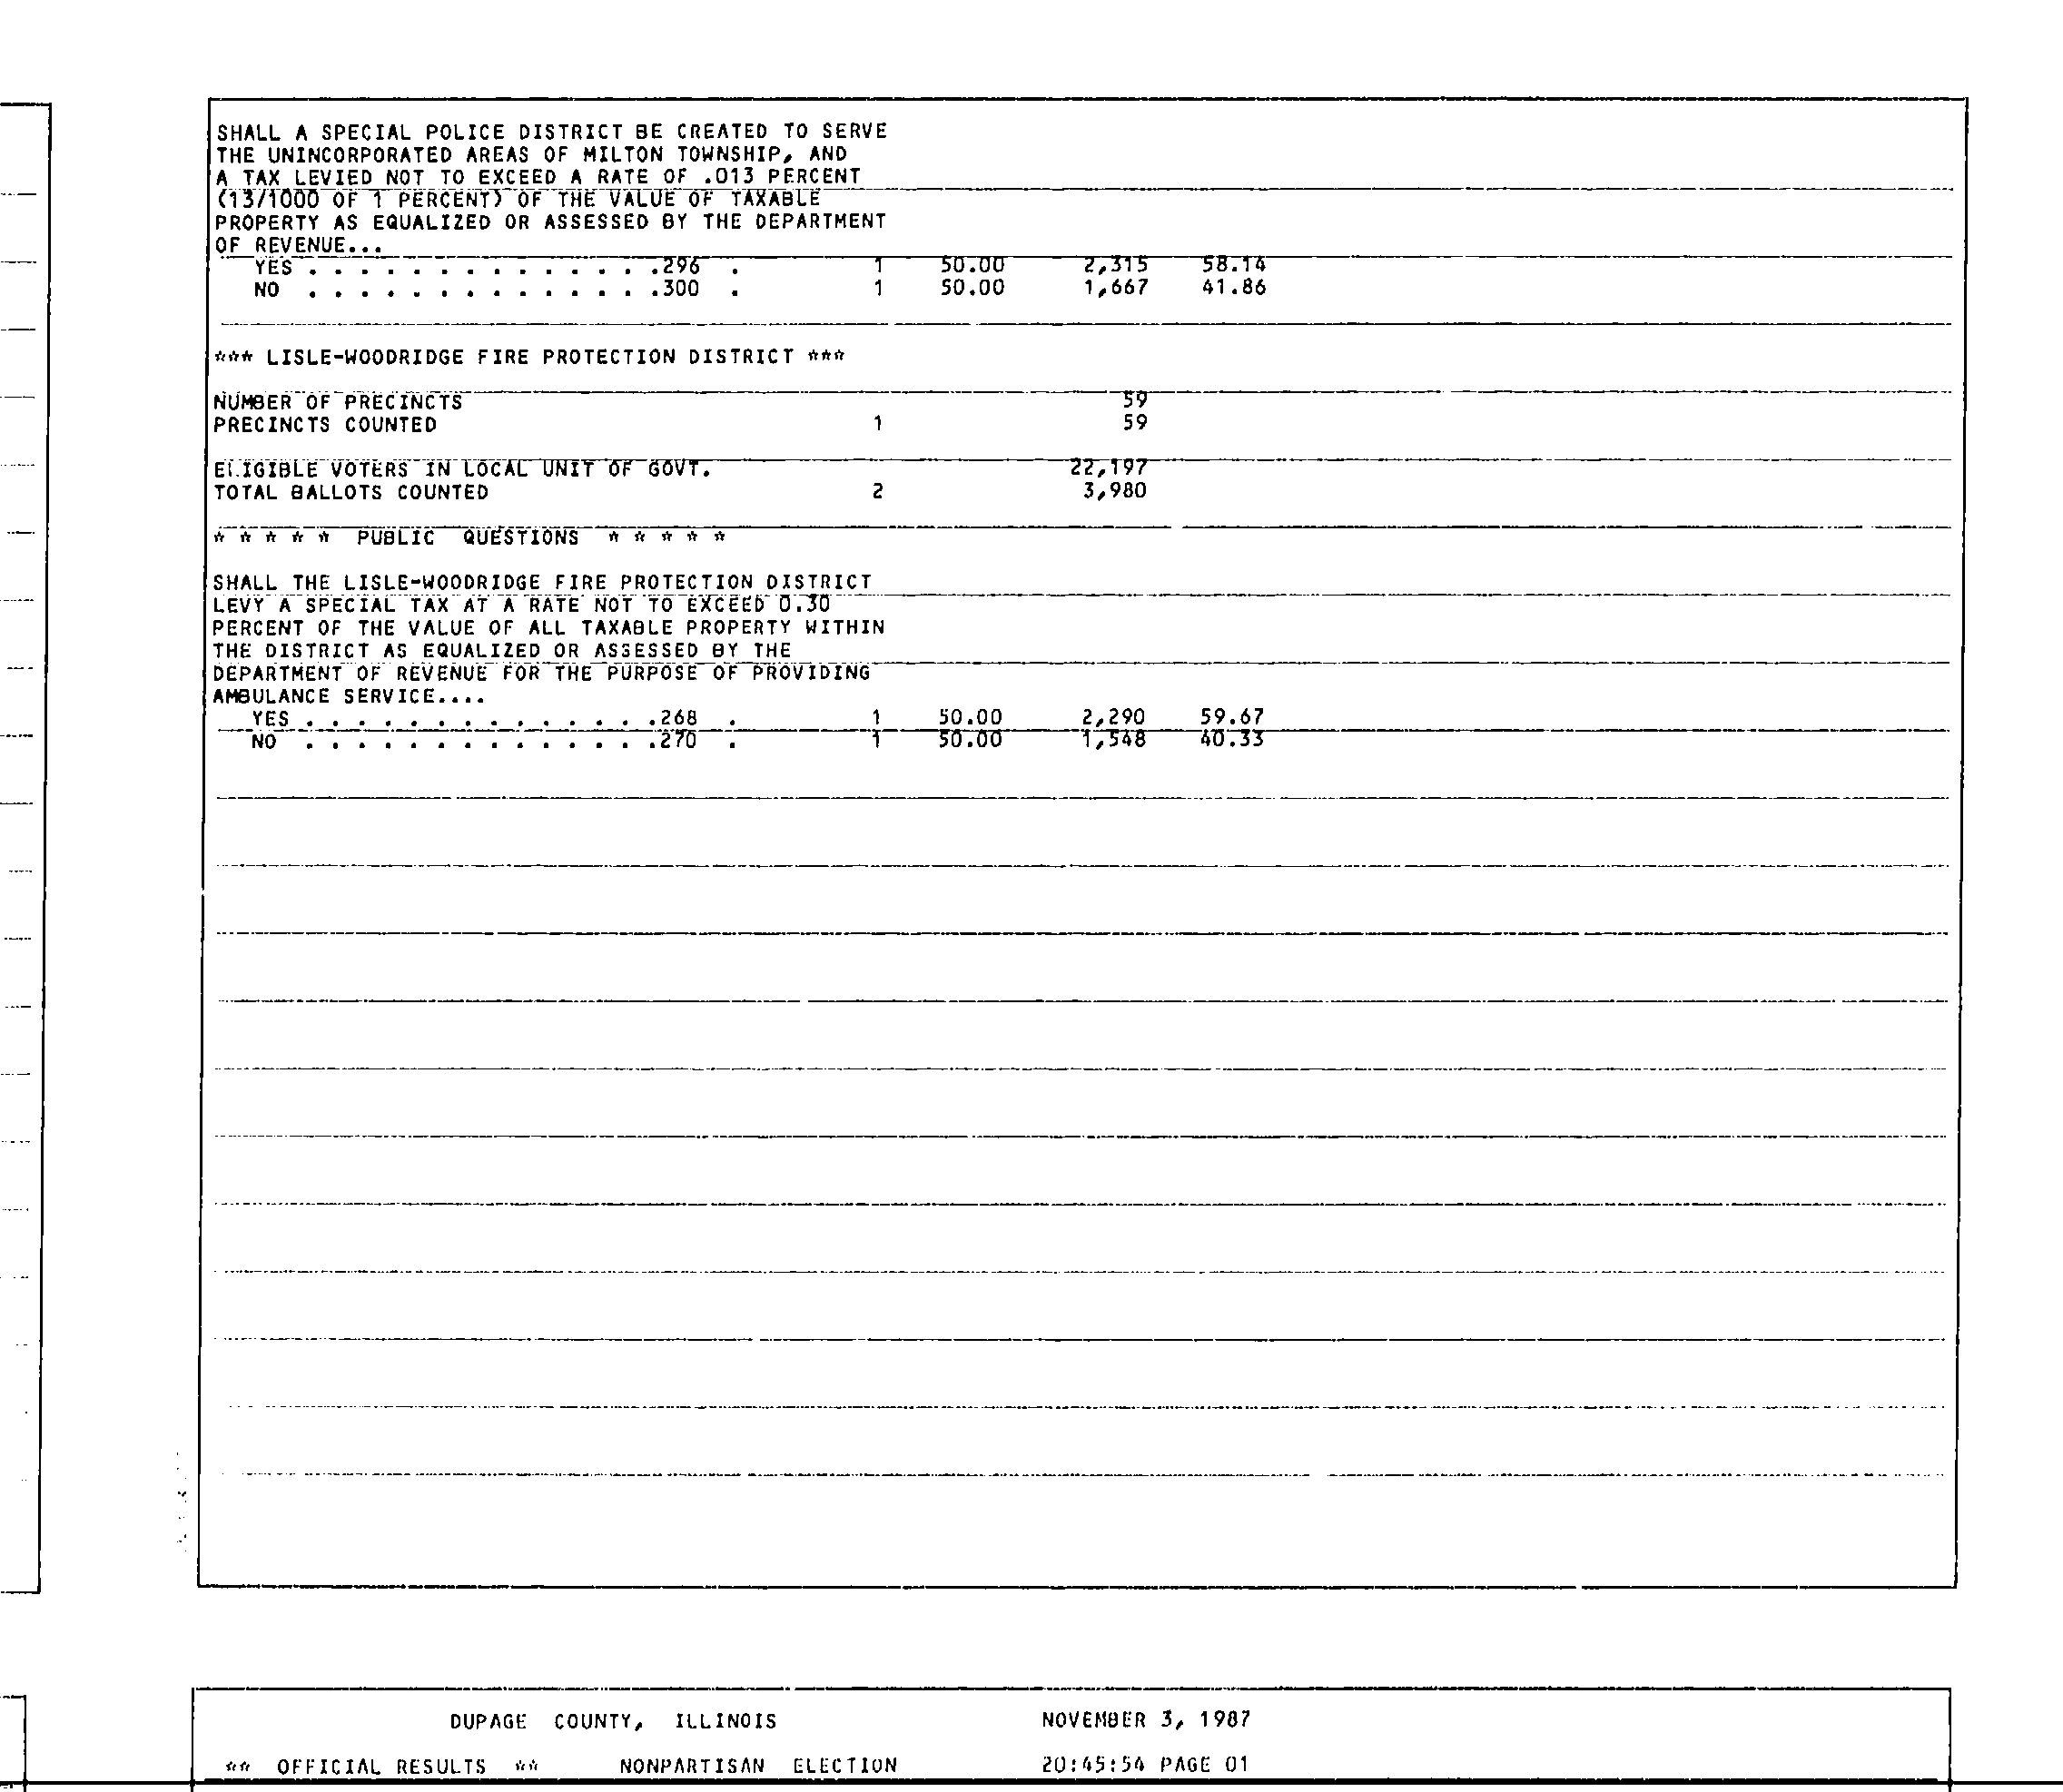 SHALL A SPECIAL POLICE DISTRICT BE CREATED TO SERVE
THE UNINCORPORATED AREAS OF MILTON TOWNSHIP, AND
A TAX LEVIED NOT TO EXCEED A RATE OF .013 PERCENT
(13/1000 OF 1 PERCENT) OF THE VALUE OF TAXABLE
PROPERTY AS EQUALIZED OR ASSESSED BY THE DEPARTMENT
OF REVENUE...
YES . . . . . . . . . . . . . .296 . 1 50.00 2,315 58.14
NO . . . . . . . . . . . . . .300 . 1 50.00 1,667 41.86
*** LISLE-WOODRIDGE FIRE PROTECTION DISTRICT ***
NUMBER OF PRECINCTS 59
PRECINCTS COUNTED 1 59
ELIGIBLE VOTERS IN LOCAL UNIT OF GOVT. 22,197
TOTAL BALLOTS COUNTED 2 3,980
* * * * * PUBLIC QUESTIONS * * * * *
SHALL THE LISLE-WOODRIDGE FIRE PROTECTION DISTRICT
LEVY A SPECIAL TAX AT A RATE NOT TO EXCEED 0.30
PERCENT OF THE VALUE OF ALL TAXABLE PROPERTY WITHIN
THE DISTRICT AS EQUALIZED OR ASSESSED BY THE
DEPARTMENT OF REVENUE FOR THE PURPOSE OF PROVIDING
AMBULANCE SERVICE....
YES . . . . . . . . . . . . . .268 . 1 50.00 2,290 59.67
NO . . . . . . . . . . . . . .270 . 1 50.00 1,548 40.33
DUPAGE COUNTY, ILLINOIS NOVEMBER 3, 1987
** OFFICIAL RESULTS ** NONPARTISAN ELECTION 20:45:54 PAGE 01